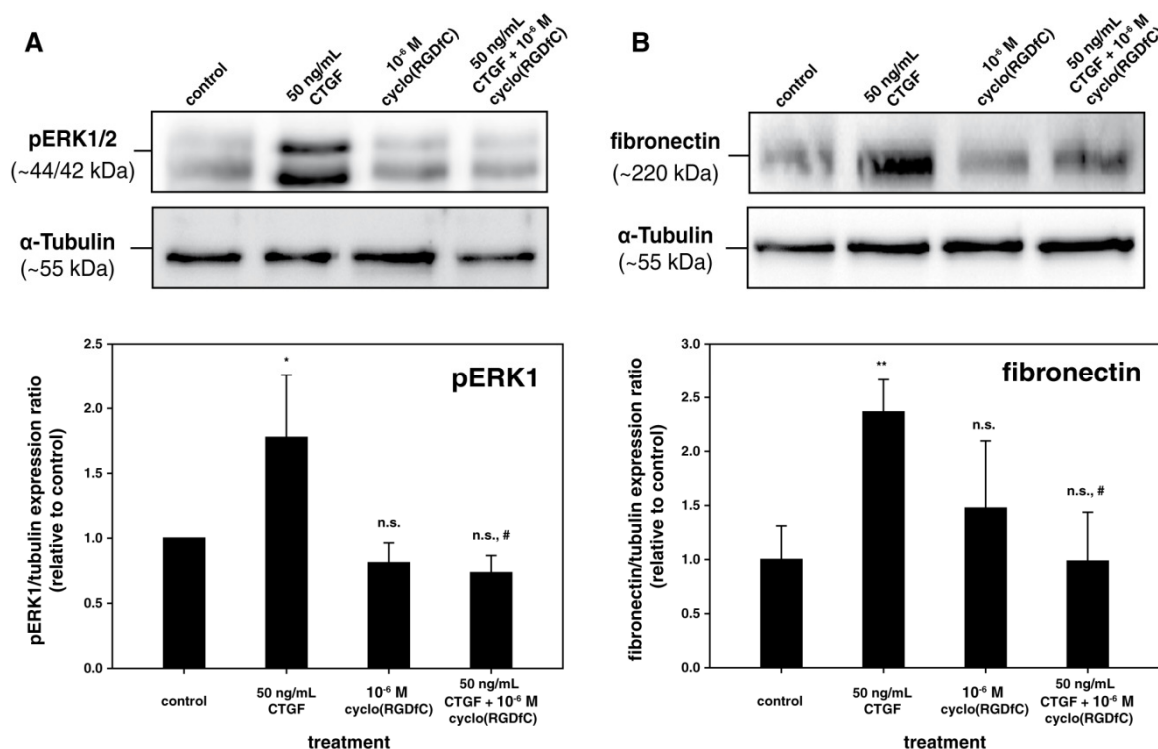 A
control
50 ng/mL
CTGF
10⁻⁶ M
cyclo(RGDfC)
50 ng/mL
CTGF + 10⁻⁶ M
cyclo(RGDfC)
pERK1/2
(~44/42 kDa)
α-Tubulin
(~55 kDa)
2.5
2.0
1.5
1.0
0.5
0.0
pERK1/tubulin expression ratio
(relative to control)
pERK1
*
n.s.
n.s., #
control
50 ng/mL
CTGF
10⁻⁶ M
cyclo(RGDfC)
50 ng/mL
CTGF + 10⁻⁶ M
cyclo(RGDfC)
treatment
B
control
50 ng/mL
CTGF
10⁻⁶ M
cyclo(RGDfC)
50 ng/mL
CTGF + 10⁻⁶ M
cyclo(RGDfC)
fibronectin
(~220 kDa)
α-Tubulin
(~55 kDa)
3.0
2.5
2.0
1.5
1.0
0.5
0.0
fibronectin/tubulin expression ratio
(relative to control)
fibronectin
**
n.s.
n.s., #
control
50 ng/mL
CTGF
10⁻⁶ M
cyclo(RGDfC)
50 ng/mL
CTGF + 10⁻⁶ M
cyclo(RGDfC)
treatment